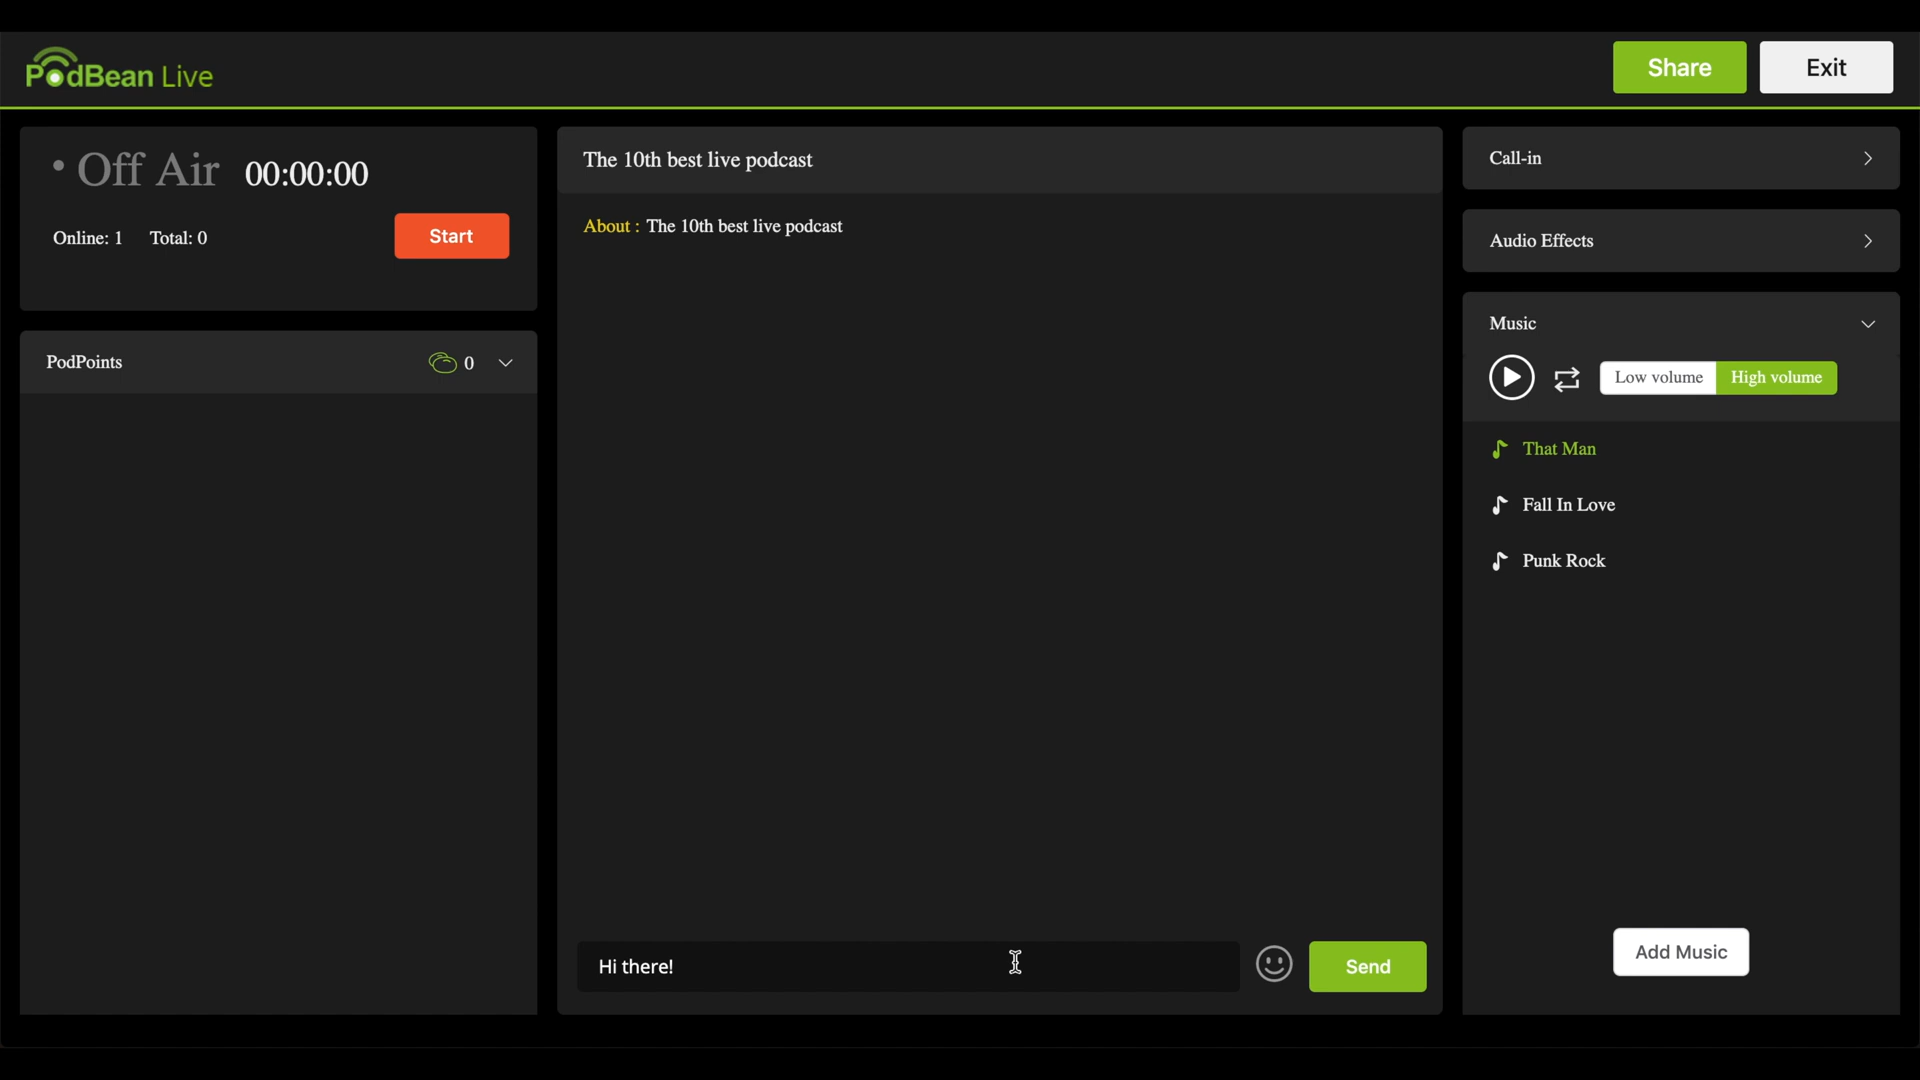 PodBean Live
Share
Exit
• Off Air 00:00:00
Online: 1 Total: 0
Start
PodPoints
0
The 10th best live podcast
About : The 10th best live podcast
Hi there!
Send
Call-in
Audio Effects
Music
Low volume
High volume
That Man
Fall In Love
Punk Rock
Add Music